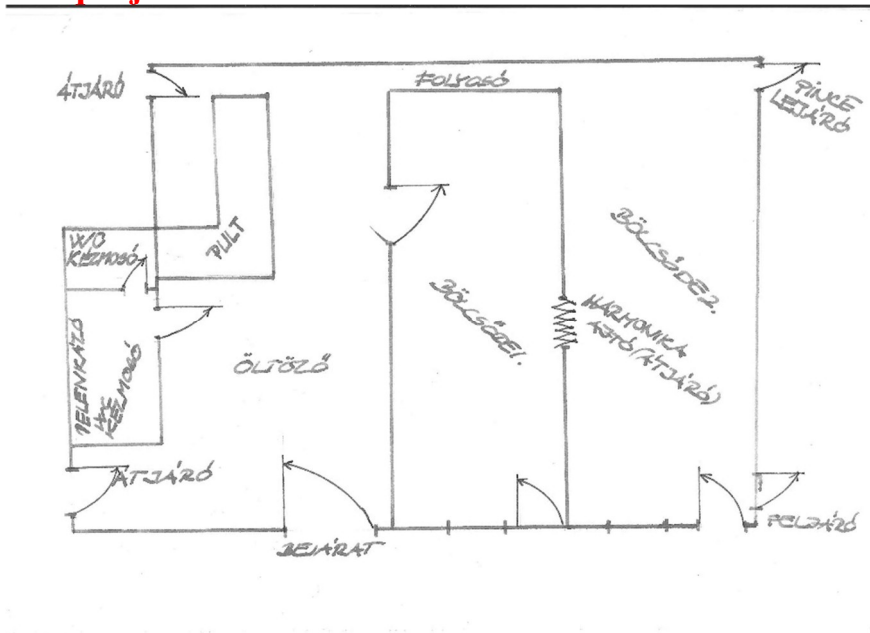 ÁTJÁRÓ
FOLYOSÓ
PINCE
LEJÁRÓ
W/C
KÉZMOSÓ
PULT
BÖLCSŐDE 1.
BÖLCSŐDE 2.
HARMONIKA
AJTÓ (ÁTJÁRÓ)
ÖLTÖZŐ
PELENKÁZÓ
KÉZMOSÓ
ÁTJÁRÓ
BEJÁRAT
FELJÁRÓ